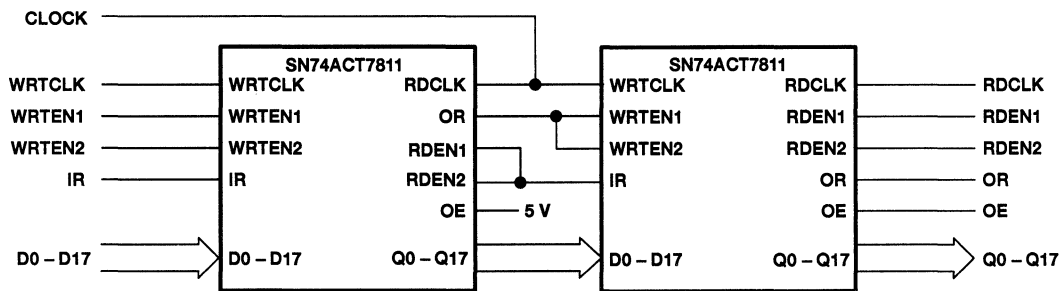 CLOCK
SN74ACT7811 SN74ACT7811
WRTCLK WRTCLK RDCLK WRTCLK RDCLK RDCLK
WRTEN1 WRTEN1 OR WRTEN1 RDEN1 RDEN1
WRTEN2 WRTEN2 RDEN1 WRTEN2 RDEN2 RDEN2
IR IR RDEN2 IR OR OR
OE 5 V OE OE
D0 – D17 D0 – D17 Q0 – Q17 D0 – D17 Q0 – Q17 Q0 – Q17